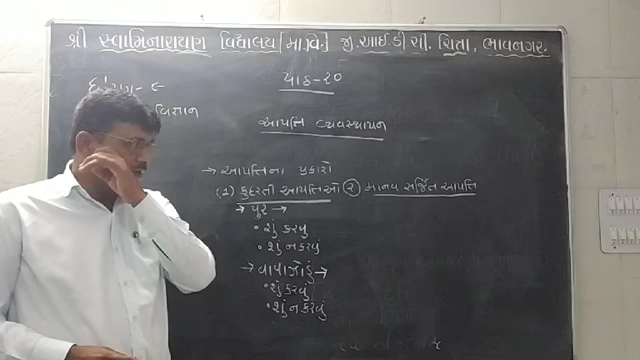 શ્રી સ્વામિનારાયણ વિદ્યાલય [મા.વિ.] જી.આઈ.ડી.સી. ચિત્રા, ભાવનગર.
પાઠ-૨૦
વિજ્ઞાન
આપત્તિ વ્યવસ્થાપન
→ આપત્તિના પ્રકારો
(૧) કુદરતી આપત્તિઓ (૨) માનવ સર્જિત આપત્તિ
→ પૂર →
• શું કરવું
• શું ન કરવું
→ વાવાઝોડું →
• શું કરવું
• શું ન કરવું